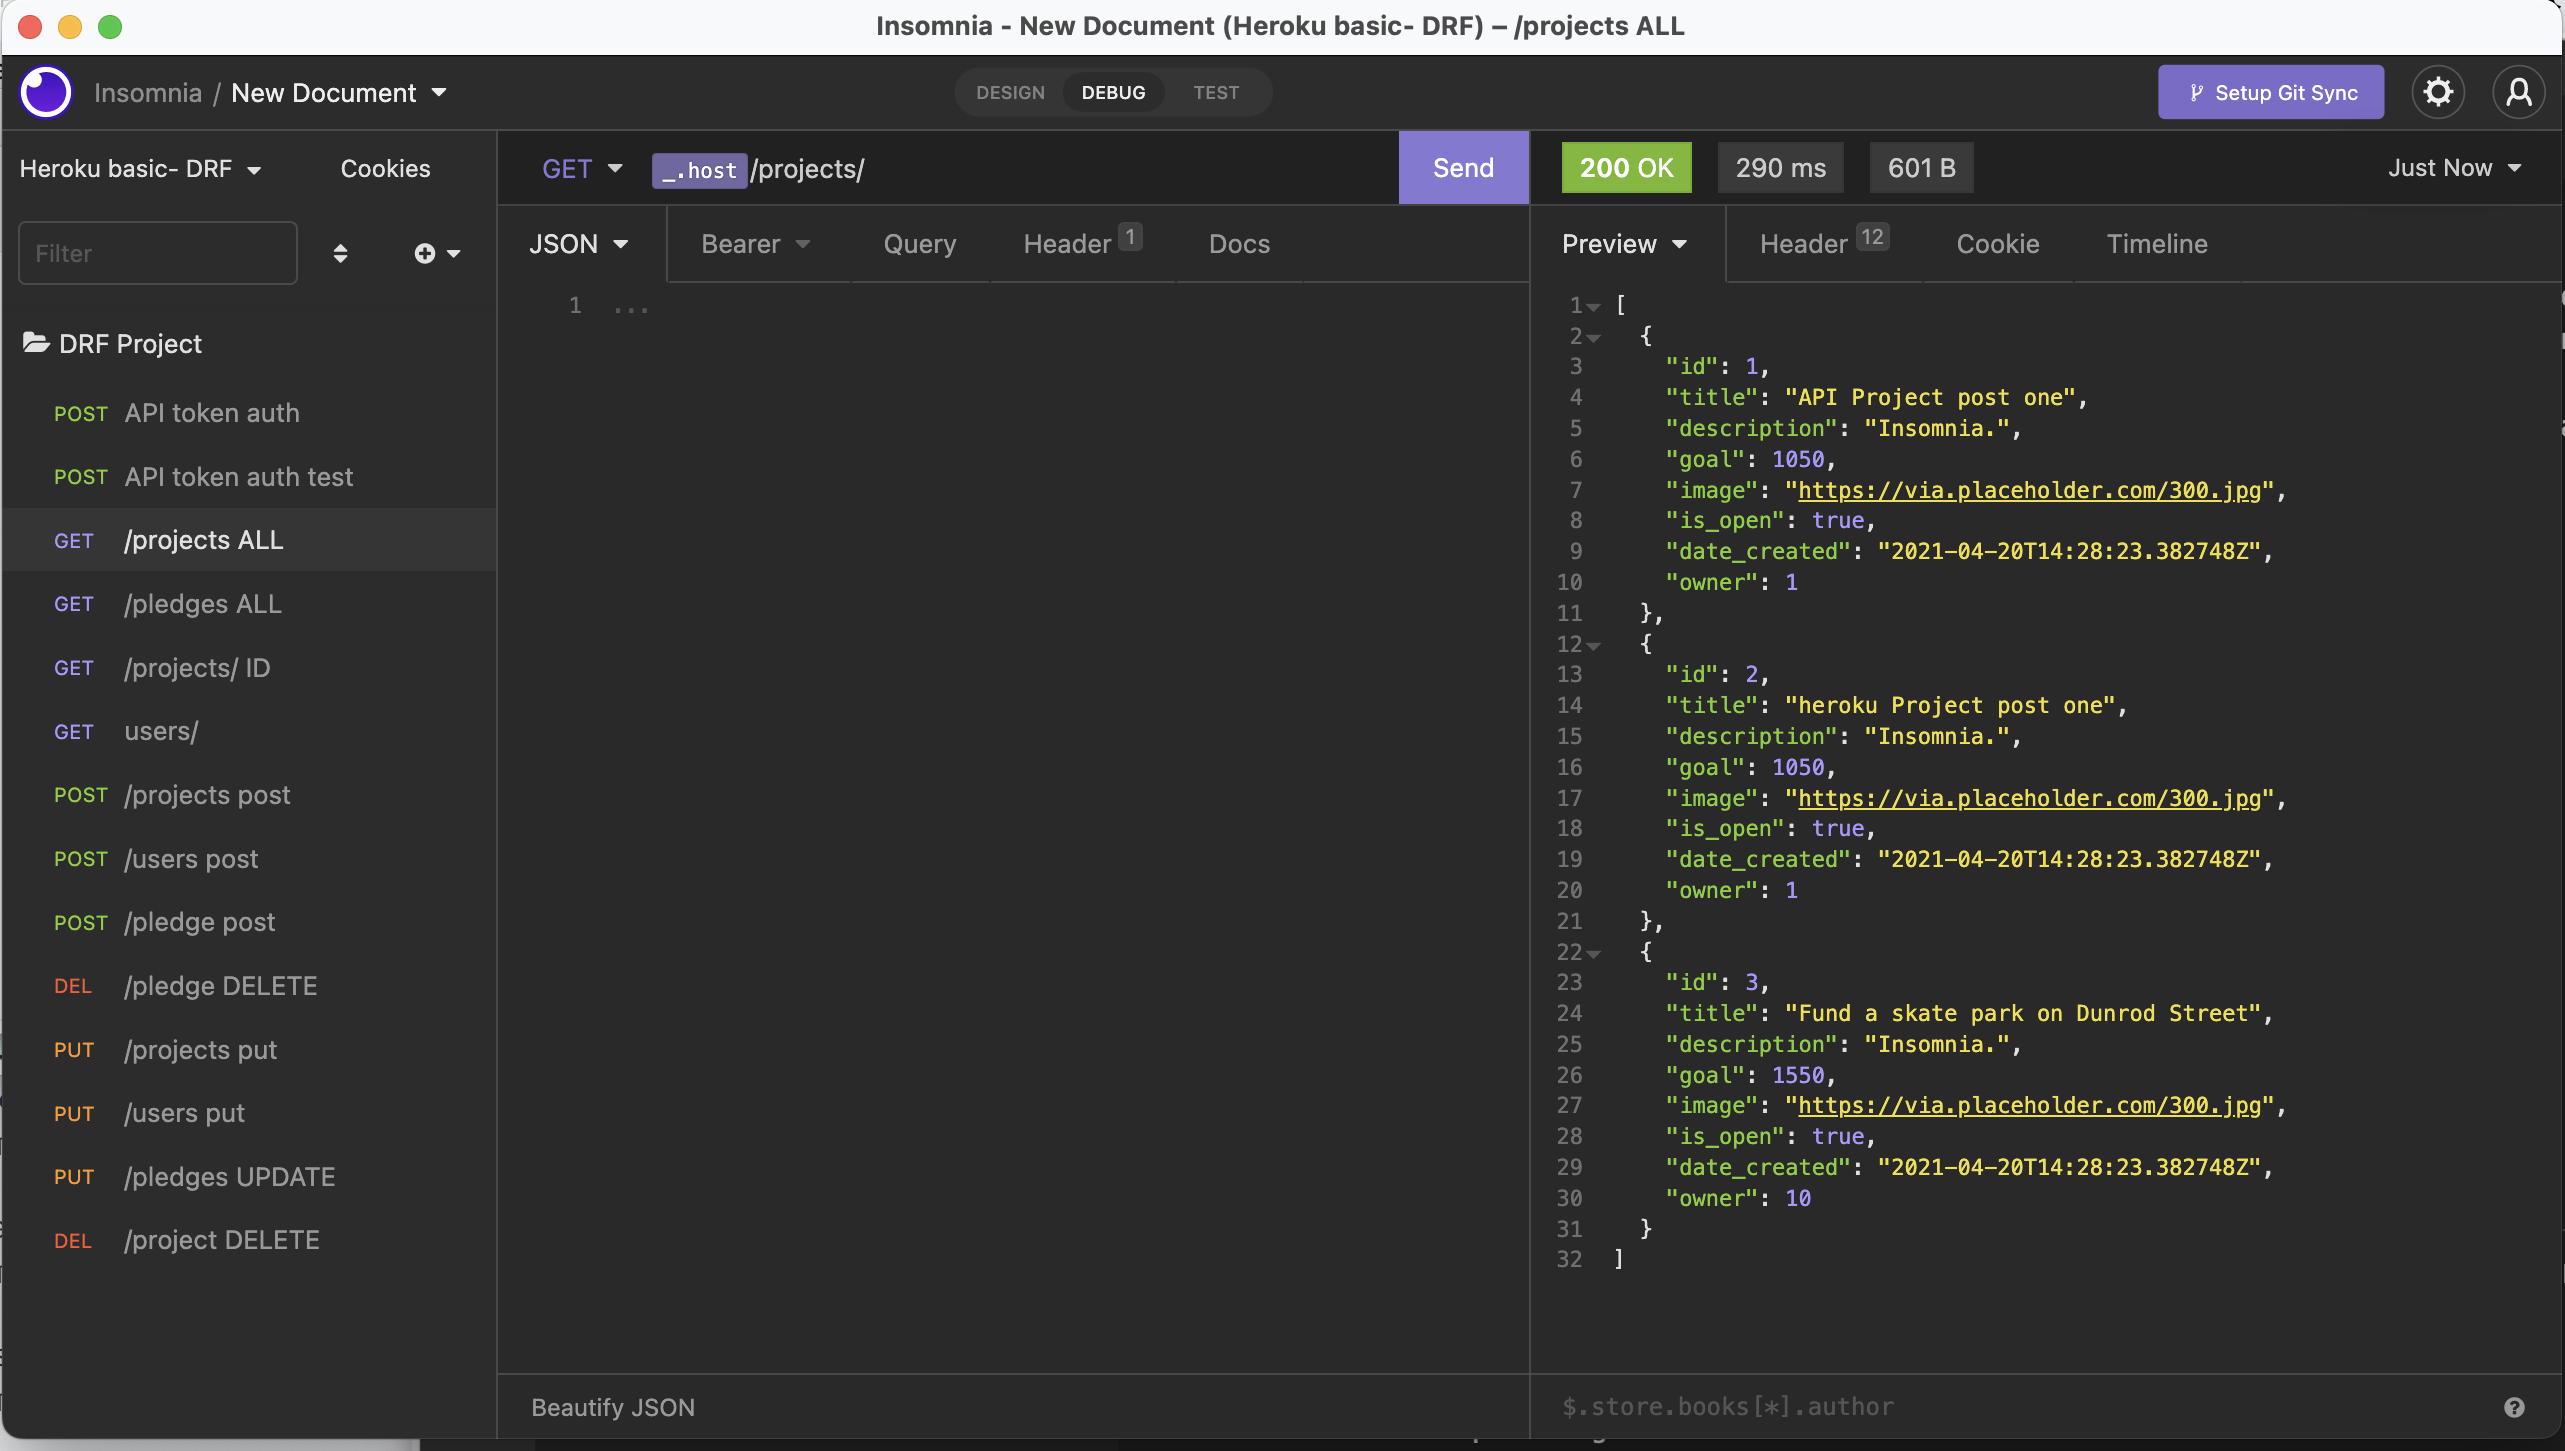 Insomnia - New Document (Heroku basic- DRF) – /projects ALL
Insomnia / New Document
DESIGN DEBUG TEST
Setup Git Sync
Heroku basic- DRF
Cookies
GET _.host/projects/
Send
200 OK 290 ms 601 B
Just Now
Filter
JSON Bearer Query Header 1 Docs
Preview Header 12 Cookie Timeline
DRF Project
POST API token auth
POST API token auth test
GET /projects ALL
GET /pledges ALL
GET /projects/ ID
GET users/
POST /projects post
POST /users post
POST /pledge post
DEL /pledge DELETE
PUT /projects put
PUT /users put
PUT /pledges UPDATE
DEL /project DELETE
1 ...
1 [
2 {
3 "id": 1,
4 "title": "API Project post one",
5 "description": "Insomnia.",
6 "goal": 1050,
7 "image": "https://via.placeholder.com/300.jpg",
8 "is_open": true,
9 "date_created": "2021-04-20T14:28:23.382748Z",
10 "owner": 1
11 },
12 {
13 "id": 2,
14 "title": "heroku Project post one",
15 "description": "Insomnia.",
16 "goal": 1050,
17 "image": "https://via.placeholder.com/300.jpg",
18 "is_open": true,
19 "date_created": "2021-04-20T14:28:23.382748Z",
20 "owner": 1
21 },
22 {
23 "id": 3,
24 "title": "Fund a skate park on Dunrod Street",
25 "description": "Insomnia.",
26 "goal": 1550,
27 "image": "https://via.placeholder.com/300.jpg",
28 "is_open": true,
29 "date_created": "2021-04-20T14:28:23.382748Z",
30 "owner": 10
31 }
32 ]
Beautify JSON
$.store.books[*].author